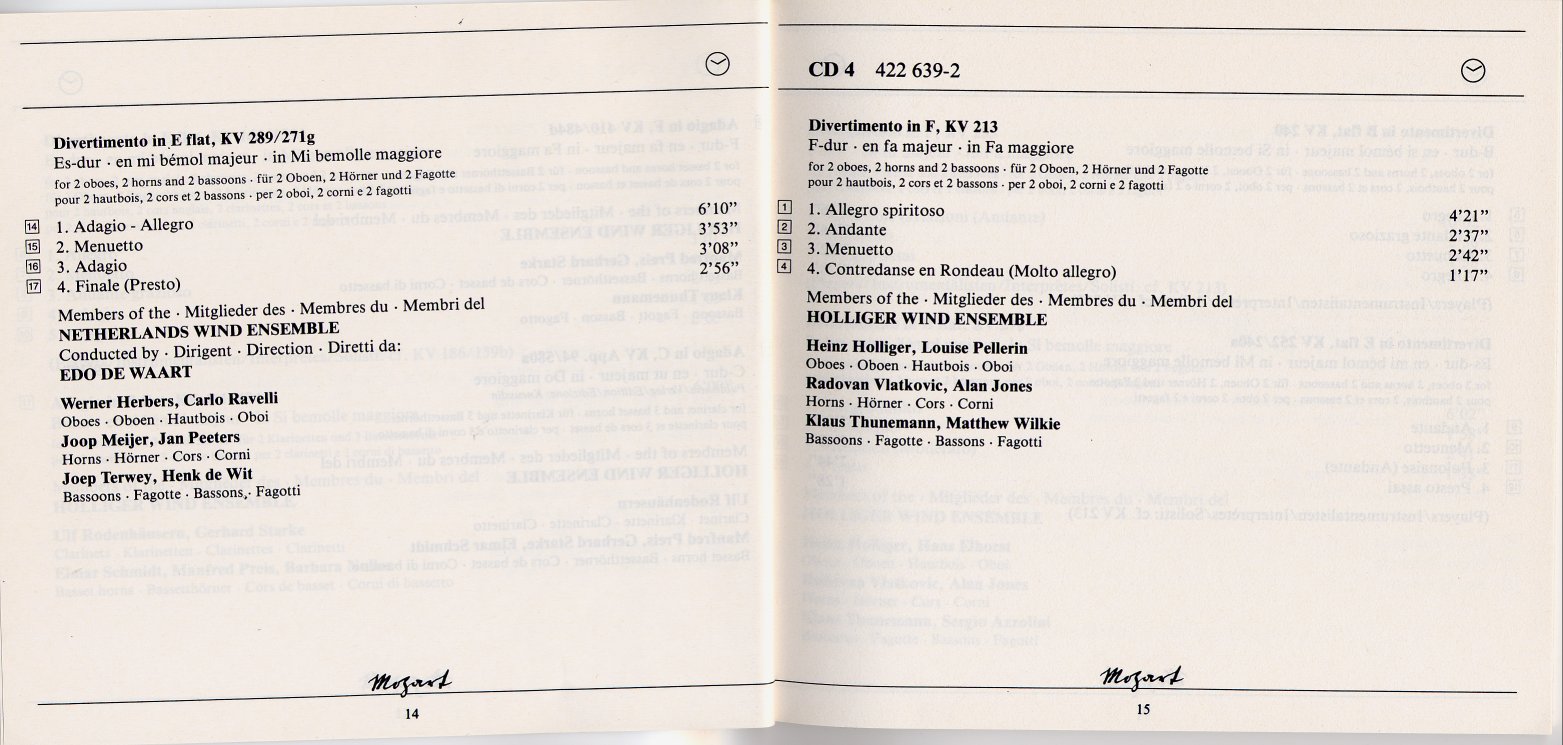 Divertimento in E flat, KV 289/271g
Es-dur · en mi bémol majeur · in Mi bemolle maggiore
for 2 oboes, 2 horns and 2 bassoons · für 2 Oboen, 2 Hörner und 2 Fagotte
pour 2 hautbois, 2 cors et 2 bassons · per 2 oboi, 2 corni e 2 fagotti
14 1. Adagio - Allegro 6’10”
15 2. Menuetto 3’53”
16 3. Adagio 3’08”
17 4. Finale (Presto) 2’56”
Members of the · Mitglieder des · Membres du · Membri del
NETHERLANDS WIND ENSEMBLE
Conducted by · Dirigent · Direction · Diretti da:
EDO DE WAART
Werner Herbers, Carlo Ravelli
Oboes · Oboen · Hautbois · Oboi
Joop Meijer, Jan Peeters
Horns · Hörner · Cors · Corni
Joep Terwey, Henk de Wit
Bassoons · Fagotte · Bassons · Fagotti
Mozart
14
CD 4 422 639-2
Divertimento in F, KV 213
F-dur · en fa majeur · in Fa maggiore
for 2 oboes, 2 horns and 2 bassoons · für 2 Oboen, 2 Hörner und 2 Fagotte
pour 2 hautbois, 2 cors et 2 bassons · per 2 oboi, 2 corni e 2 fagotti
1 1. Allegro spiritoso 4’21”
2 2. Andante 2’37”
3 3. Menuetto 2’42”
4 4. Contredanse en Rondeau (Molto allegro) 1’17”
Members of the · Mitglieder des · Membres du · Membri del
HOLLIGER WIND ENSEMBLE
Heinz Holliger, Louise Pellerin
Oboes · Oboen · Hautbois · Oboi
Radovan Vlatkovic, Alan Jones
Horns · Hörner · Cors · Corni
Klaus Thunemann, Matthew Wilkie
Bassoons · Fagotte · Bassons · Fagotti
Mozart
15